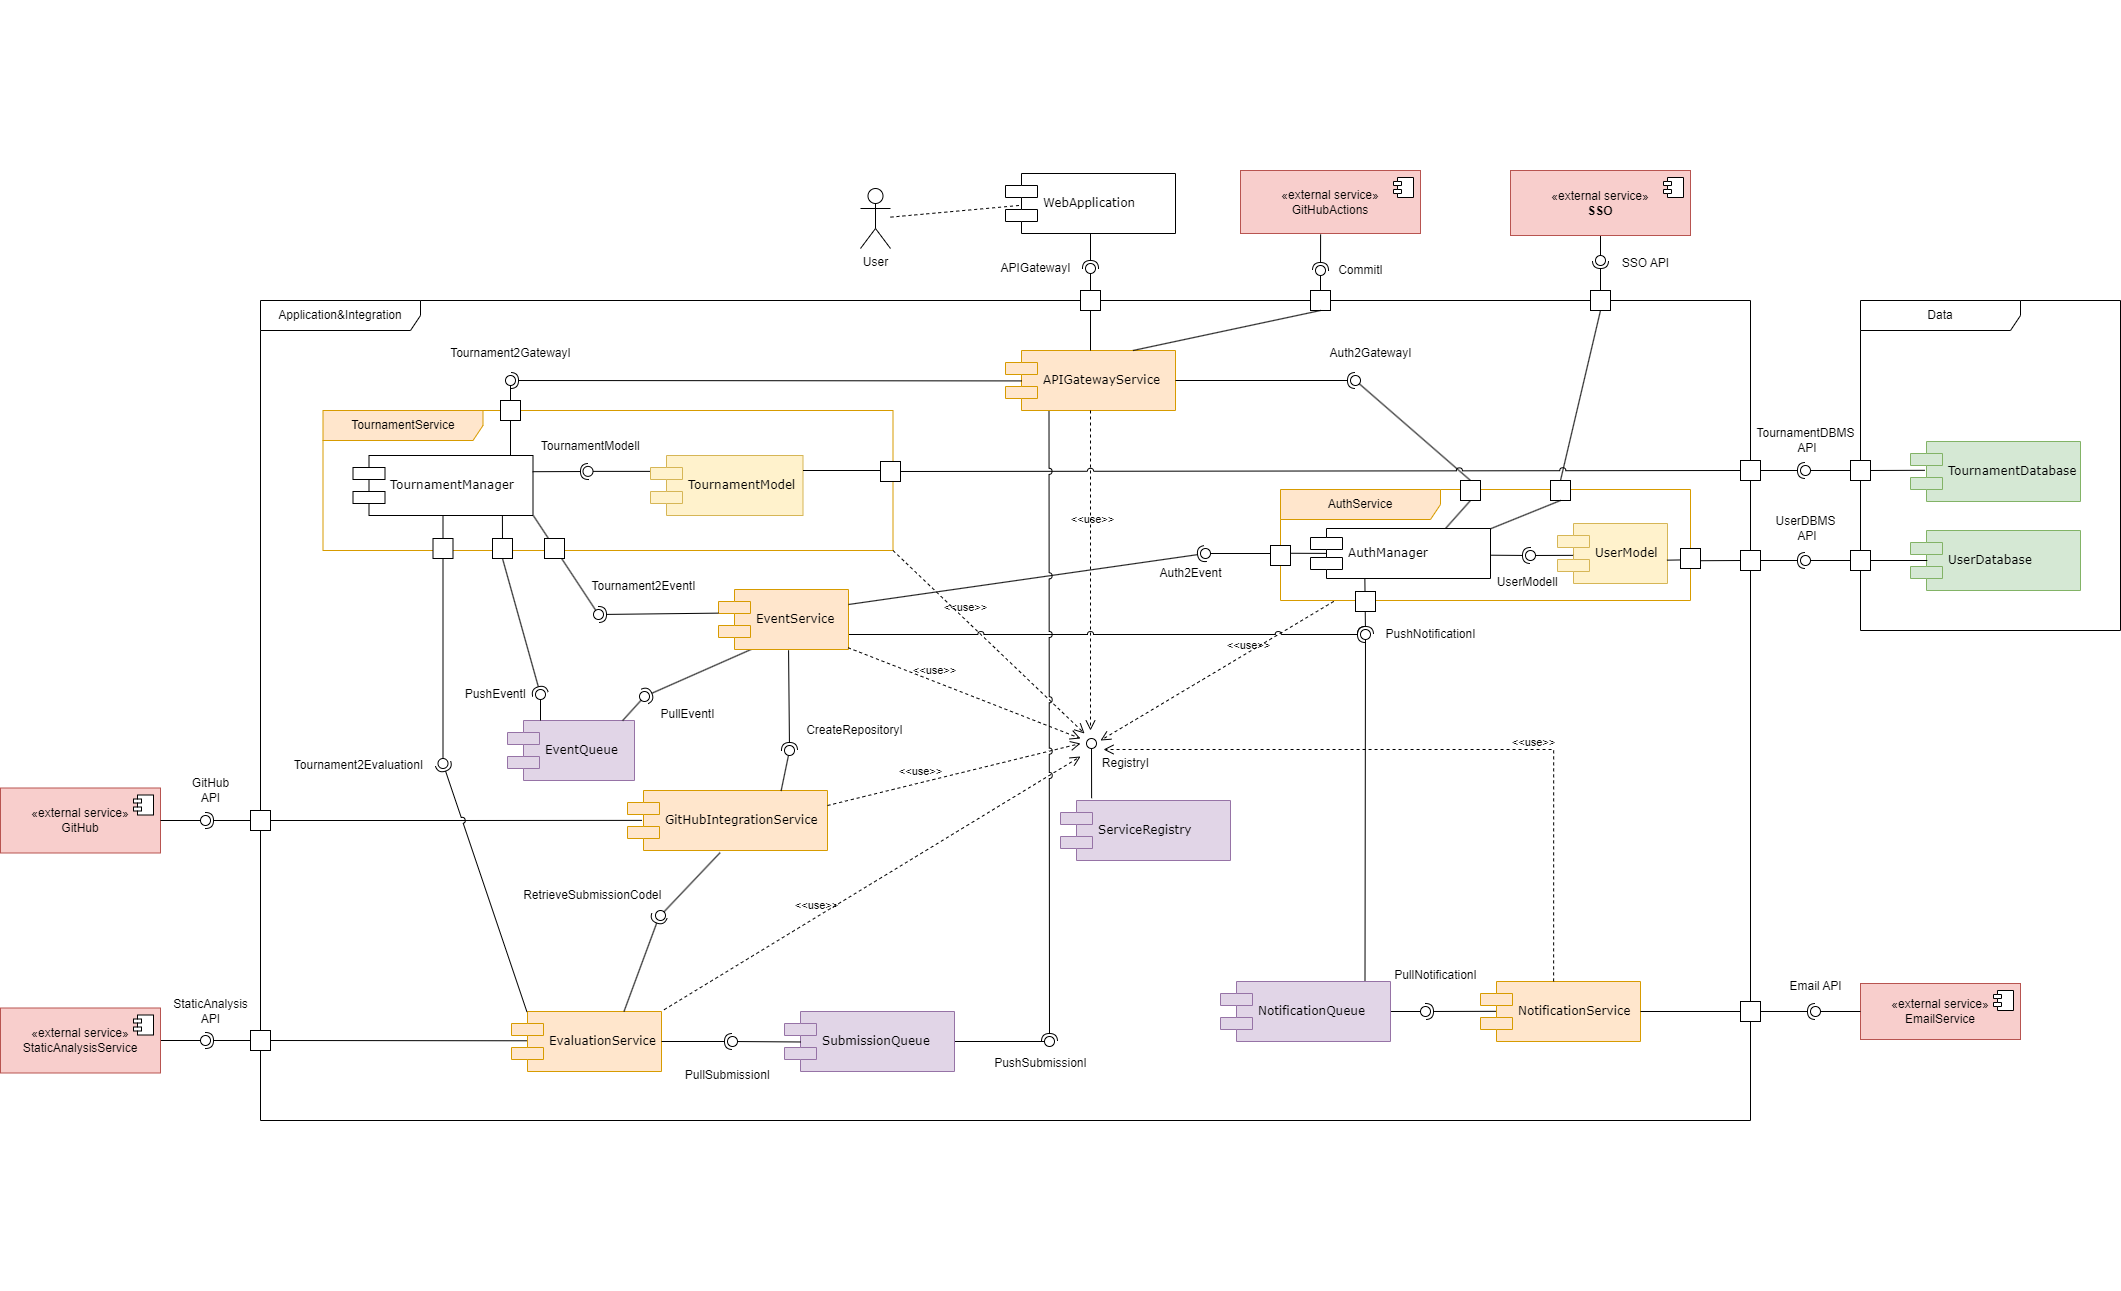 WebApplication
«external service»
GitHubActions
«external service»
SSO
User
APIGatewayI
CommitI
SSO API
Application&Integration
Data
Tournament2GatewayI
Auth2GatewayI
APIGatewayService
TournamentService
TournamentModelI
TournamentManager
TournamentModel
TournamentDBMS
API
TournamentDatabase
<<use>>
AuthService
UserDBMS
API
AuthManager
UserModel
UserModelI
UserDatabase
Auth2Event
Tournament2EventI
<<use>>
EventService
PushNotificationI
<<use>>
<<use>>
PushEventI
PullEventI
CreateRepositoryI
EventQueue
<<use>>
Tournament2EvaluationI
RegistryI
<<use>>
GitHub
API
«external service»
GitHub
GitHubIntegrationService
ServiceRegistry
RetrieveSubmissionCodeI
<<use>>
PullNotificationI
Email API
StaticAnalysis
API
«external service»
StaticAnalysisService
NotificationQueue
NotificationService
«external service»
EmailService
EvaluationService
SubmissionQueue
PullSubmissionI
PushSubmissionI